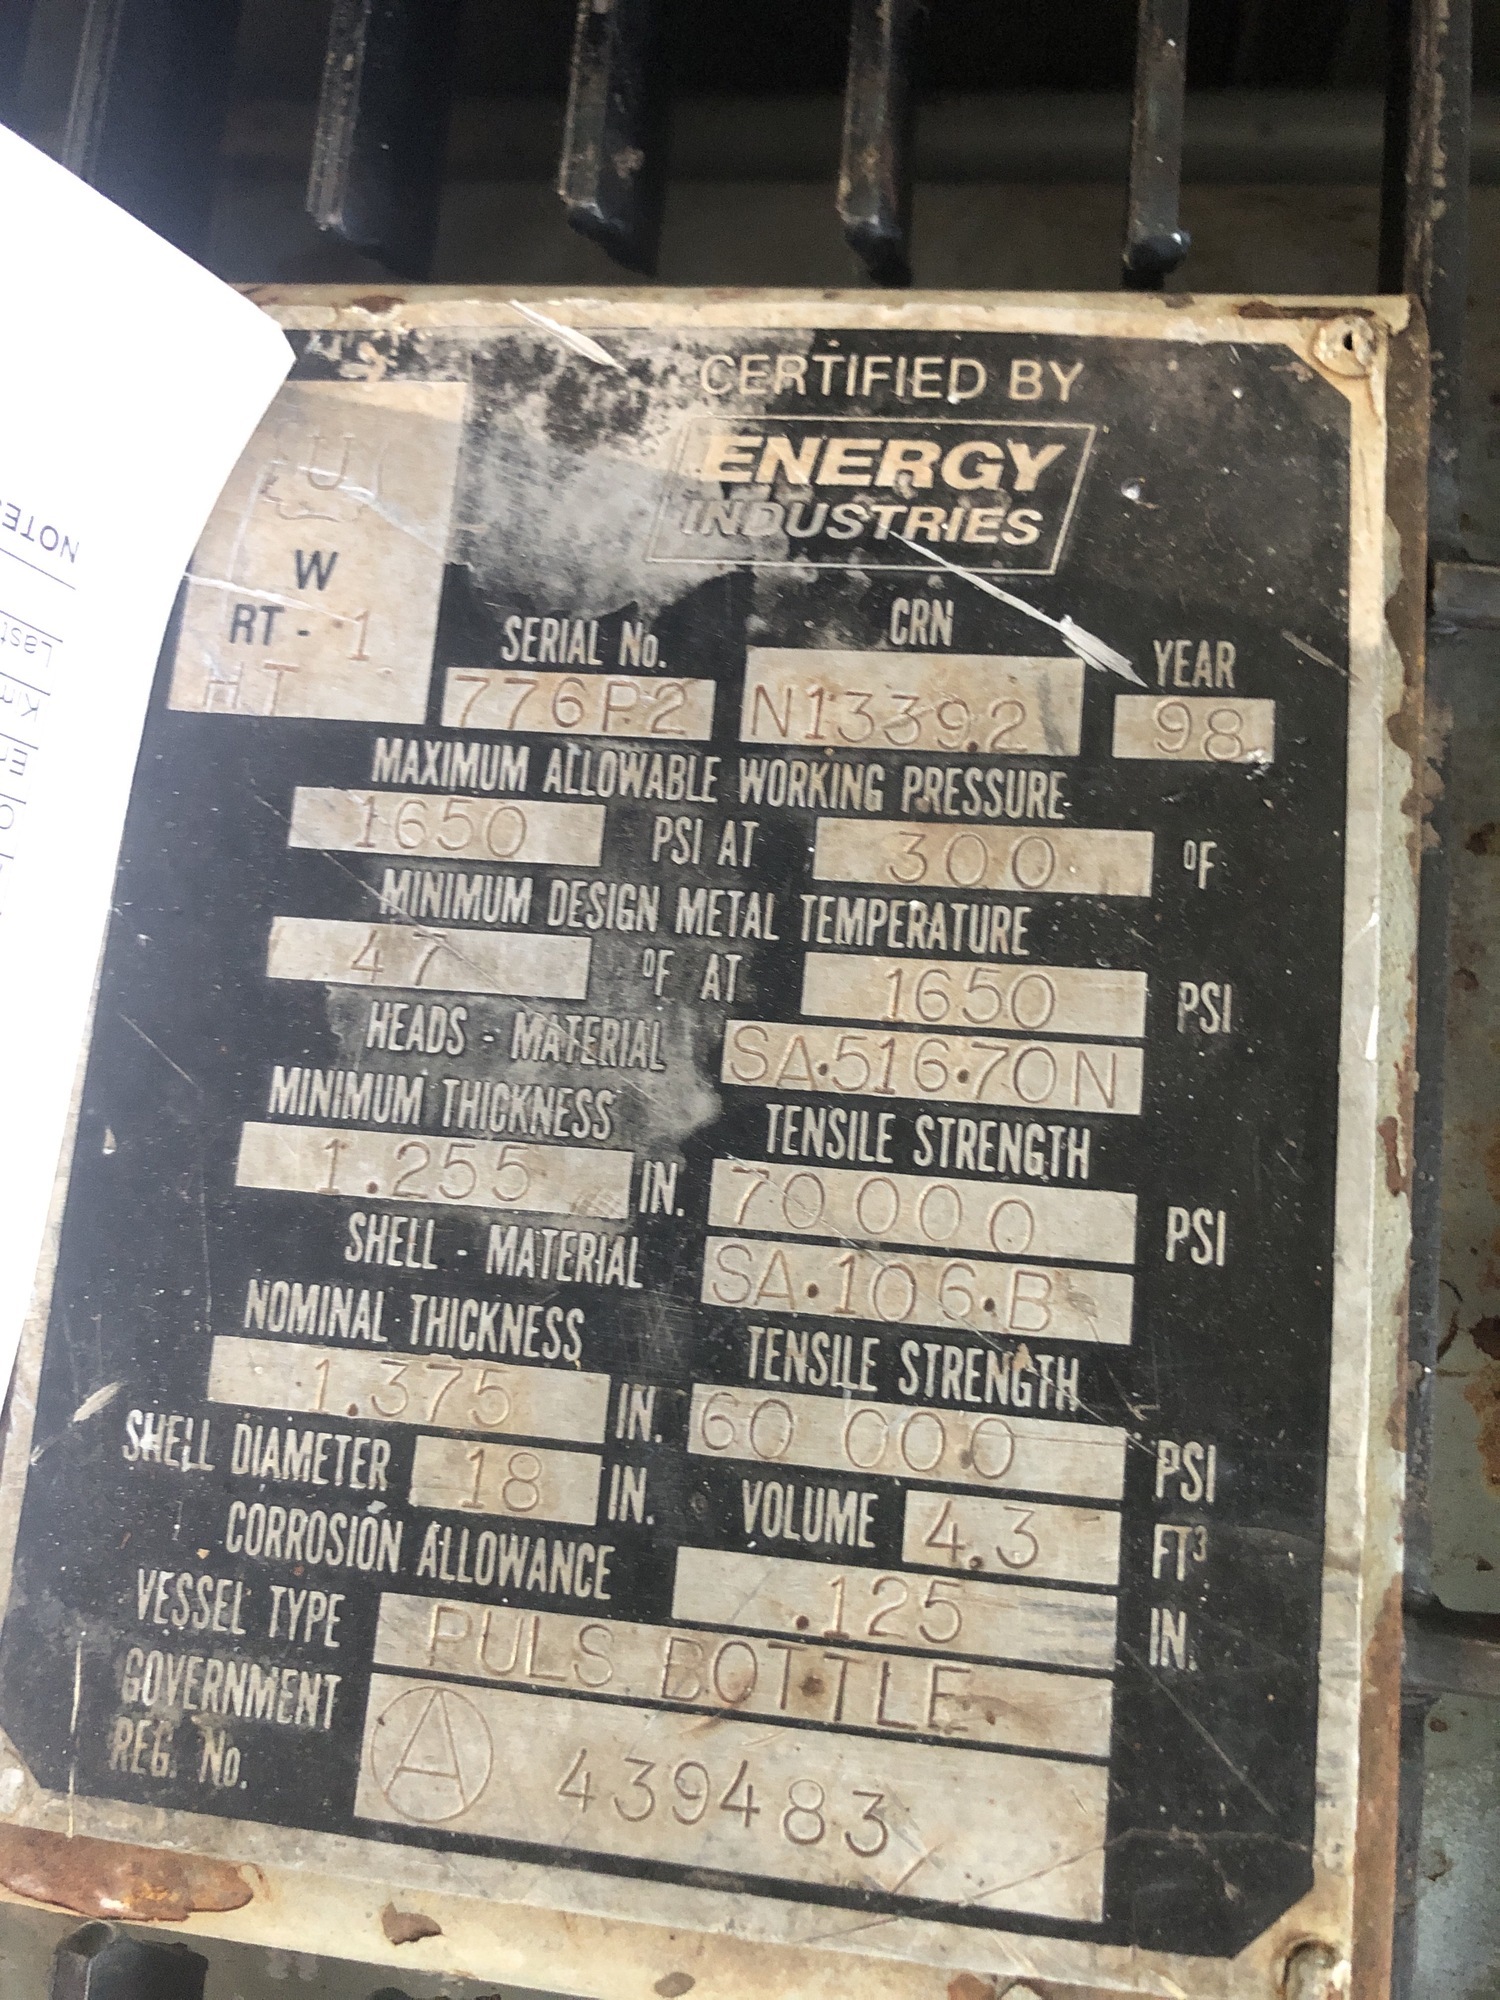 CERTIFIED BY
ENERGY
INDUSTRIES
U
W
RT - 1
HT
SERIAL No.
776P2
CRN
N1339.2
YEAR
98
MAXIMUM ALLOWABLE WORKING PRESSURE
1650 PSI AT 300 °F
MINIMUM DESIGN METAL TEMPERATURE
47 °F AT 1650 PSI
HEADS - MATERIAL SA·516·70N
MINIMUM THICKNESS
1.255 IN.
TENSILE STRENGTH
70000 PSI
SHELL - MATERIAL SA·106·B
NOMINAL THICKNESS
1.375 IN.
TENSILE STRENGTH
60 000 PSI
SHELL DIAMETER 18 IN. VOLUME 4.3 FT³
CORROSION ALLOWANCE .125 IN.
VESSEL TYPE PULS BOTTLE
GOVERNMENT
REG. No. A 439483